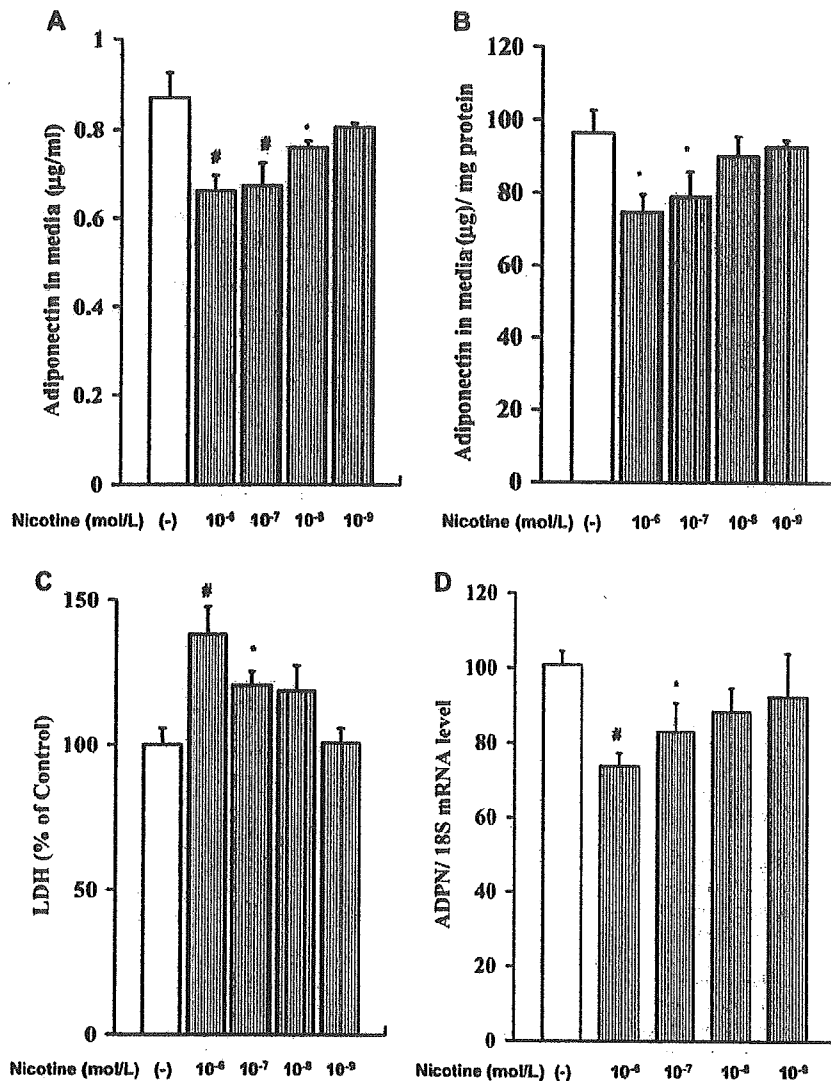 A
Adiponectin in media (µg/ml)
1
0.8
0.6
0.4
0.2
0
#
#
*
Nicotine (mol/L) (-) 10⁻⁶ 10⁻⁷ 10⁻⁸ 10⁻⁹
B
Adiponectin in media (µg)/ mg protein
120
100
80
60
40
20
0
*
*
Nicotine (mol/L) (-) 10⁻⁶ 10⁻⁷ 10⁻⁸ 10⁻⁹
C
LDH (% of Control)
150
100
50
0
#
*
Nicotine (mol/L) (-) 10⁻⁶ 10⁻⁷ 10⁻⁸ 10⁻⁹
D
ADPN/ 18S mRNA level
120
100
80
60
40
20
0
#
*
Nicotine (mol/L) (-) 10⁻⁶ 10⁻⁷ 10⁻⁸ 10⁻⁹